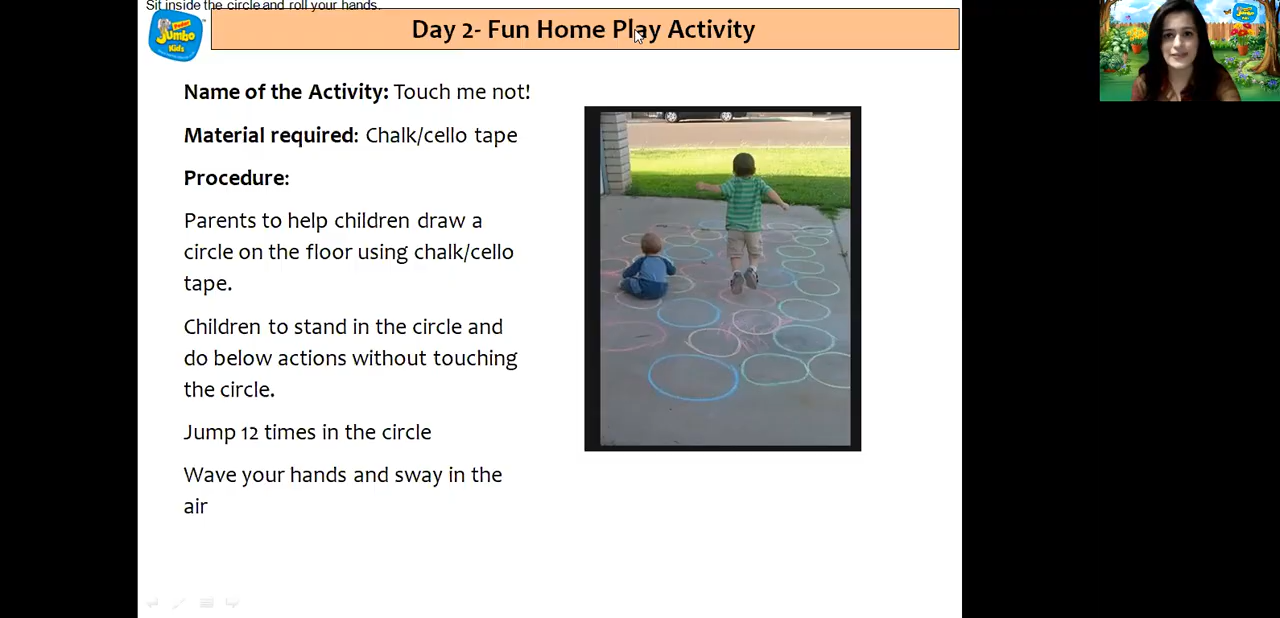 Sit inside the circle and roll your hands.
Day 2- Fun Home Play Activity
Jumbo
Kids
Name of the Activity: Touch me not!
Material required: Chalk/cello tape
Procedure:
Parents to help children draw a
circle on the floor using chalk/cello
tape.
Children to stand in the circle and
do below actions without touching
the circle.
Jump 12 times in the circle
Wave your hands and sway in the
air